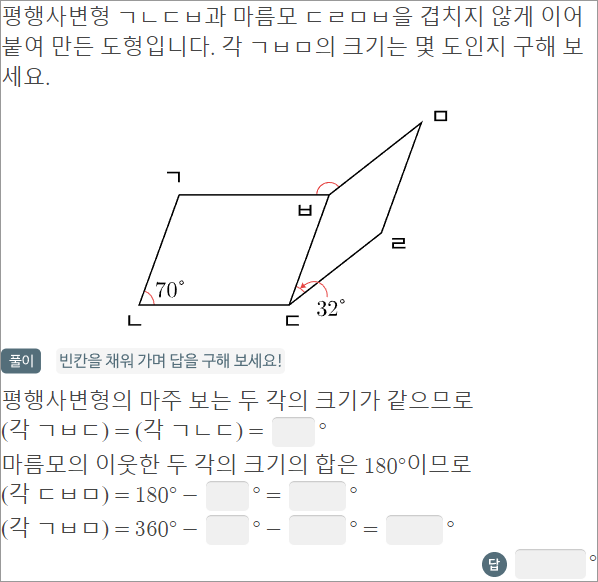 평행사변형 ㄱㄴㄷㅂ과 마름모 ㄷㄹㅁㅂ을 겹치지 않게 이어
붙여 만든 도형입니다. 각 ㄱㅂㅁ의 크기는 몇 도인지 구해 보
세요.
ㅁ
ㄱ
ㅂ
ㄹ
70°
32°
ㄴ
ㄷ
풀이 빈칸을 채워 가며 답을 구해 보세요!
평행사변형의 마주 보는 두 각의 크기가 같으므로
(각 ㄱㅂㄷ) = (각 ㄱㄴㄷ) = °
마름모의 이웃한 두 각의 크기의 합은 180°이므로
(각 ㄷㅂㅁ) = 180° − ° = °
(각 ㄱㅂㅁ) = 360° − ° − ° = °
답 °